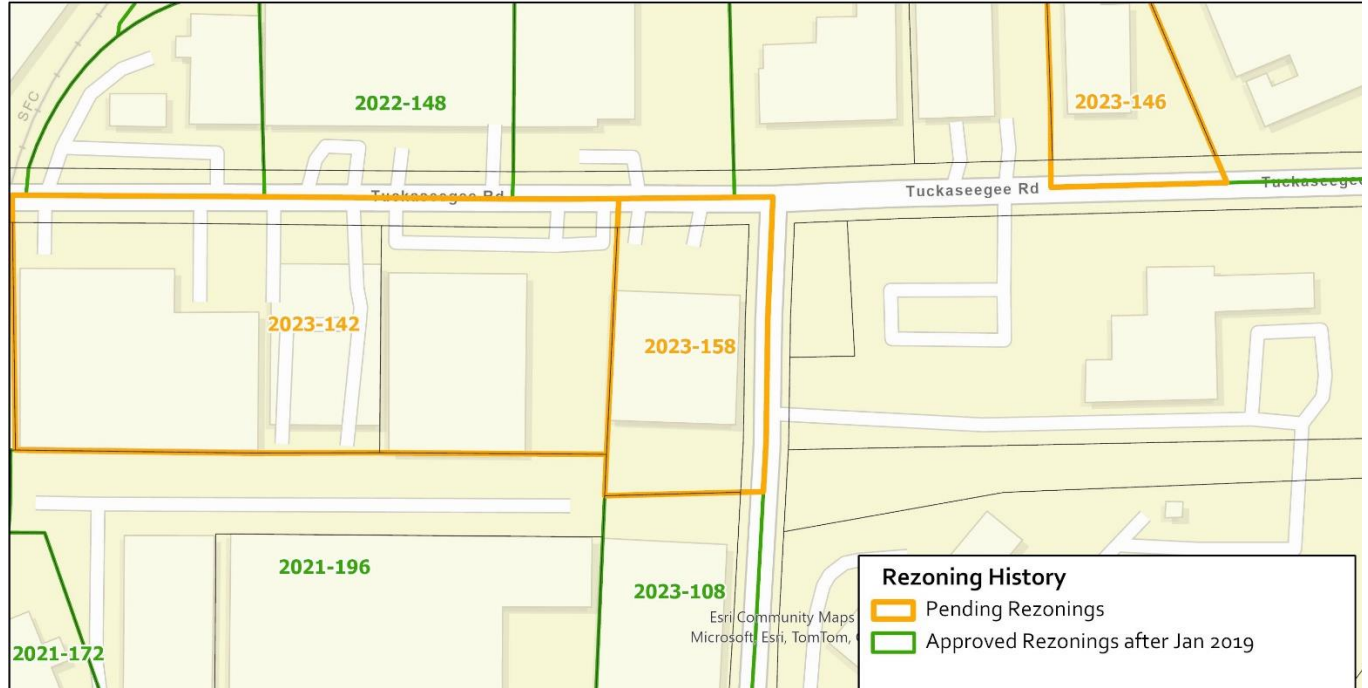 SFC
2022-148
2023-146
Tuckaseegee Rd
Tuckaseegee Rd
Tuckaseegee
2023-142
2023-158
2021-196
2023-108
2021-172
Esri Community Maps
Microsoft, Esri, TomTom,
Rezoning History
Pending Rezonings
Approved Rezonings after Jan 2019